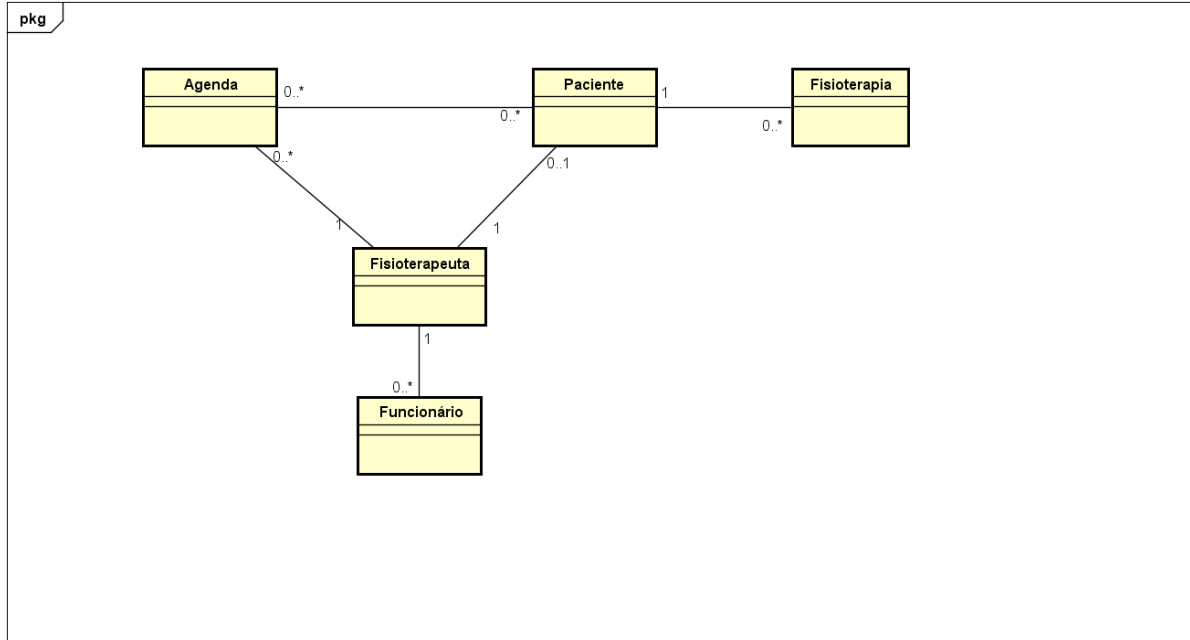 pkg
Agenda
Paciente
Fisioterapia
0..*
0..*
1
0..*
0..*
1
0..1
1
Fisioterapeuta
1
0..*
Funcionário